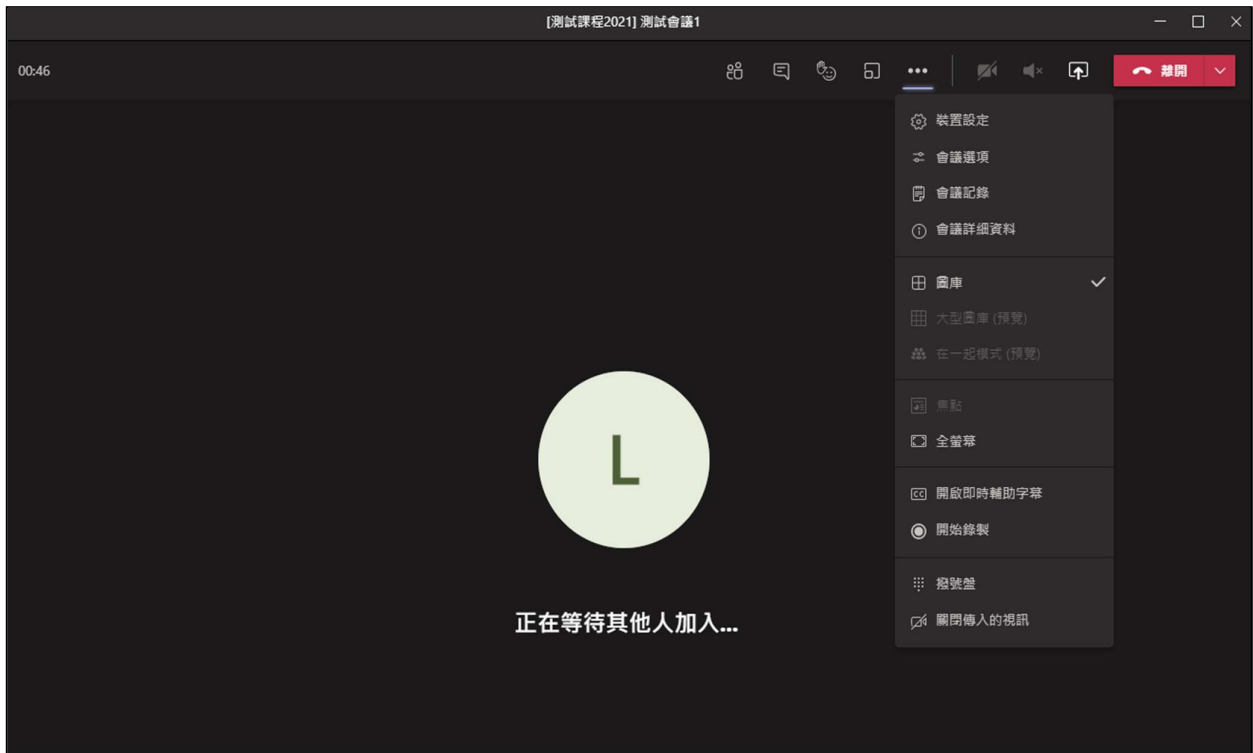 [測試課程2021] 測試會議1
00:46
離開
裝置設定
會議選項
會議記錄
會議詳細資料
圖庫
大型圖庫 (預覽)
在一起模式 (預覽)
焦點
全螢幕
CC 開啟即時輔助字幕
開始錄製
撥號盤
關閉傳入的視訊
L
正在等待其他人加入...